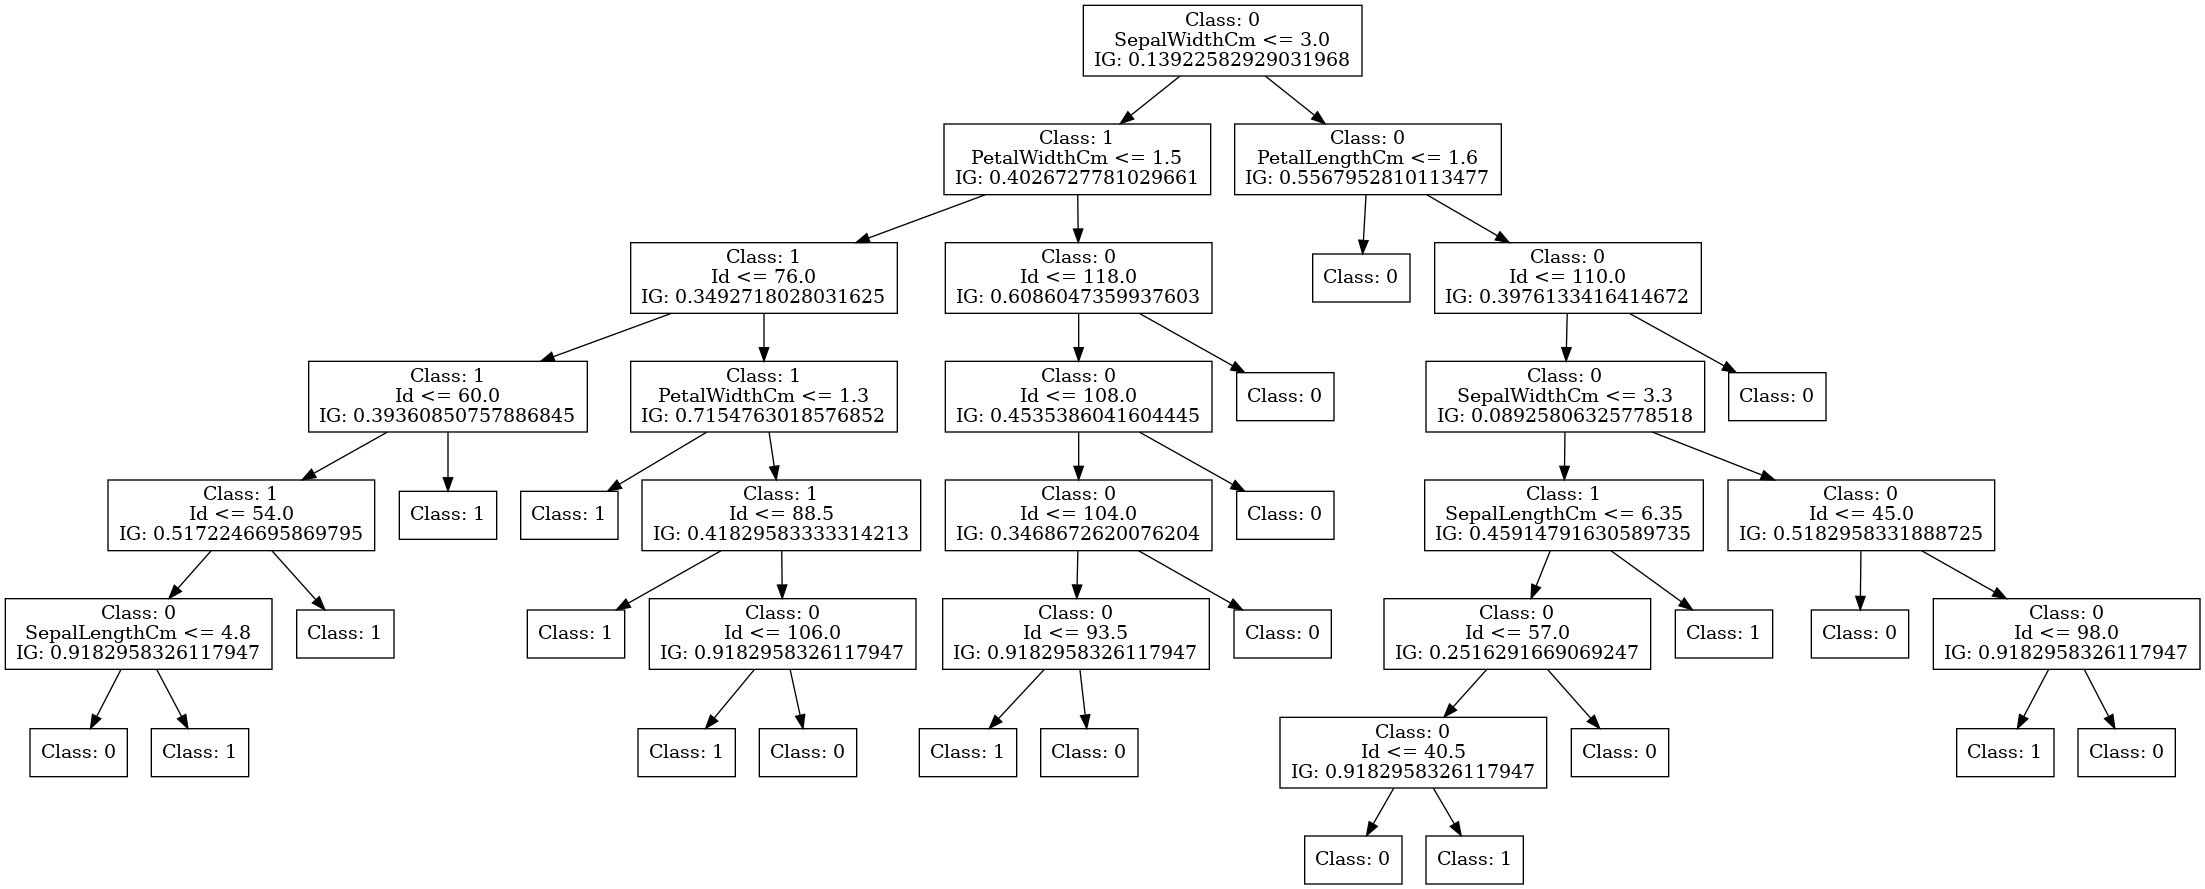 Class: 0
SepalWidthCm <= 3.0
IG: 0.13922582929031968
Class: 1
PetalWidthCm <= 1.5
IG: 0.4026727781029661
Class: 0
PetalLengthCm <= 1.6
IG: 0.5567952810113477
Class: 1
Id <= 76.0
IG: 0.3492718028031625
Class: 0
Id <= 118.0
IG: 0.6086047359937603
Class: 0
Class: 0
Id <= 110.0
IG: 0.3976133416414672
Class: 1
Id <= 60.0
IG: 0.39360850757886845
Class: 1
PetalWidthCm <= 1.3
IG: 0.7154763018576852
Class: 0
Id <= 108.0
IG: 0.4535386041604445
Class: 0
Class: 0
SepalWidthCm <= 3.3
IG: 0.08925806325778518
Class: 0
Class: 1
Id <= 54.0
IG: 0.5172246695869795
Class: 1
Class: 1
Class: 1
Id <= 88.5
IG: 0.41829583333314213
Class: 0
Id <= 104.0
IG: 0.3468672620076204
Class: 0
Class: 1
SepalLengthCm <= 6.35
IG: 0.45914791630589735
Class: 0
Id <= 45.0
IG: 0.5182958331888725
Class: 0
SepalLengthCm <= 4.8
IG: 0.9182958326117947
Class: 1
Class: 1
Class: 0
Id <= 106.0
IG: 0.9182958326117947
Class: 0
Id <= 93.5
IG: 0.9182958326117947
Class: 0
Class: 0
Id <= 57.0
IG: 0.2516291669069247
Class: 1
Class: 0
Class: 0
Id <= 98.0
IG: 0.9182958326117947
Class: 0
Class: 1
Class: 1
Class: 0
Class: 1
Class: 0
Class: 0
Id <= 40.5
IG: 0.9182958326117947
Class: 0
Class: 1
Class: 0
Class: 0
Class: 1